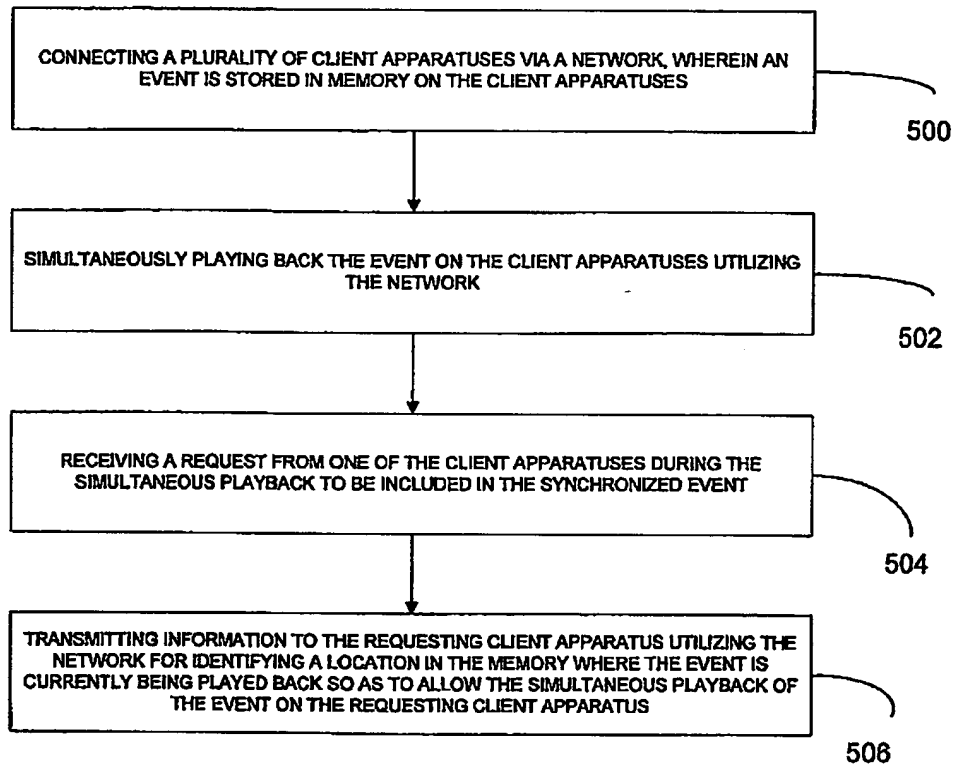 CONNECTING A PLURALITY OF CLIENT APPARATUSES VIA A NETWORK, WHEREIN AN
EVENT IS STORED IN MEMORY ON THE CLIENT APPARATUSES
500
SIMULTANEOUSLY PLAYING BACK THE EVENT ON THE CLIENT APPARATUSES UTILIZING
THE NETWORK
502
RECEIVING A REQUEST FROM ONE OF THE CLIENT APPARATUSES DURING THE
SIMULTANEOUS PLAYBACK TO BE INCLUDED IN THE SYNCHRONIZED EVENT
504
TRANSMITTING INFORMATION TO THE REQUESTING CLIENT APPARATUS UTILIZING THE
NETWORK FOR IDENTIFYING A LOCATION IN THE MEMORY WHERE THE EVENT IS
CURRENTLY BEING PLAYED BACK SO AS TO ALLOW THE SIMULTANEOUS PLAYBACK OF
THE EVENT ON THE REQUESTING CLIENT APPARATUS
506